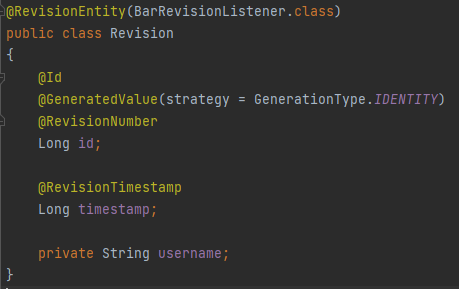 @RevisionEntity(BarRevisionListener.class)
public class Revision
{
@Id
@GeneratedValue(strategy = GenerationType.IDENTITY)
@RevisionNumber
Long id;
@RevisionTimestamp
Long timestamp;
private String username;
}